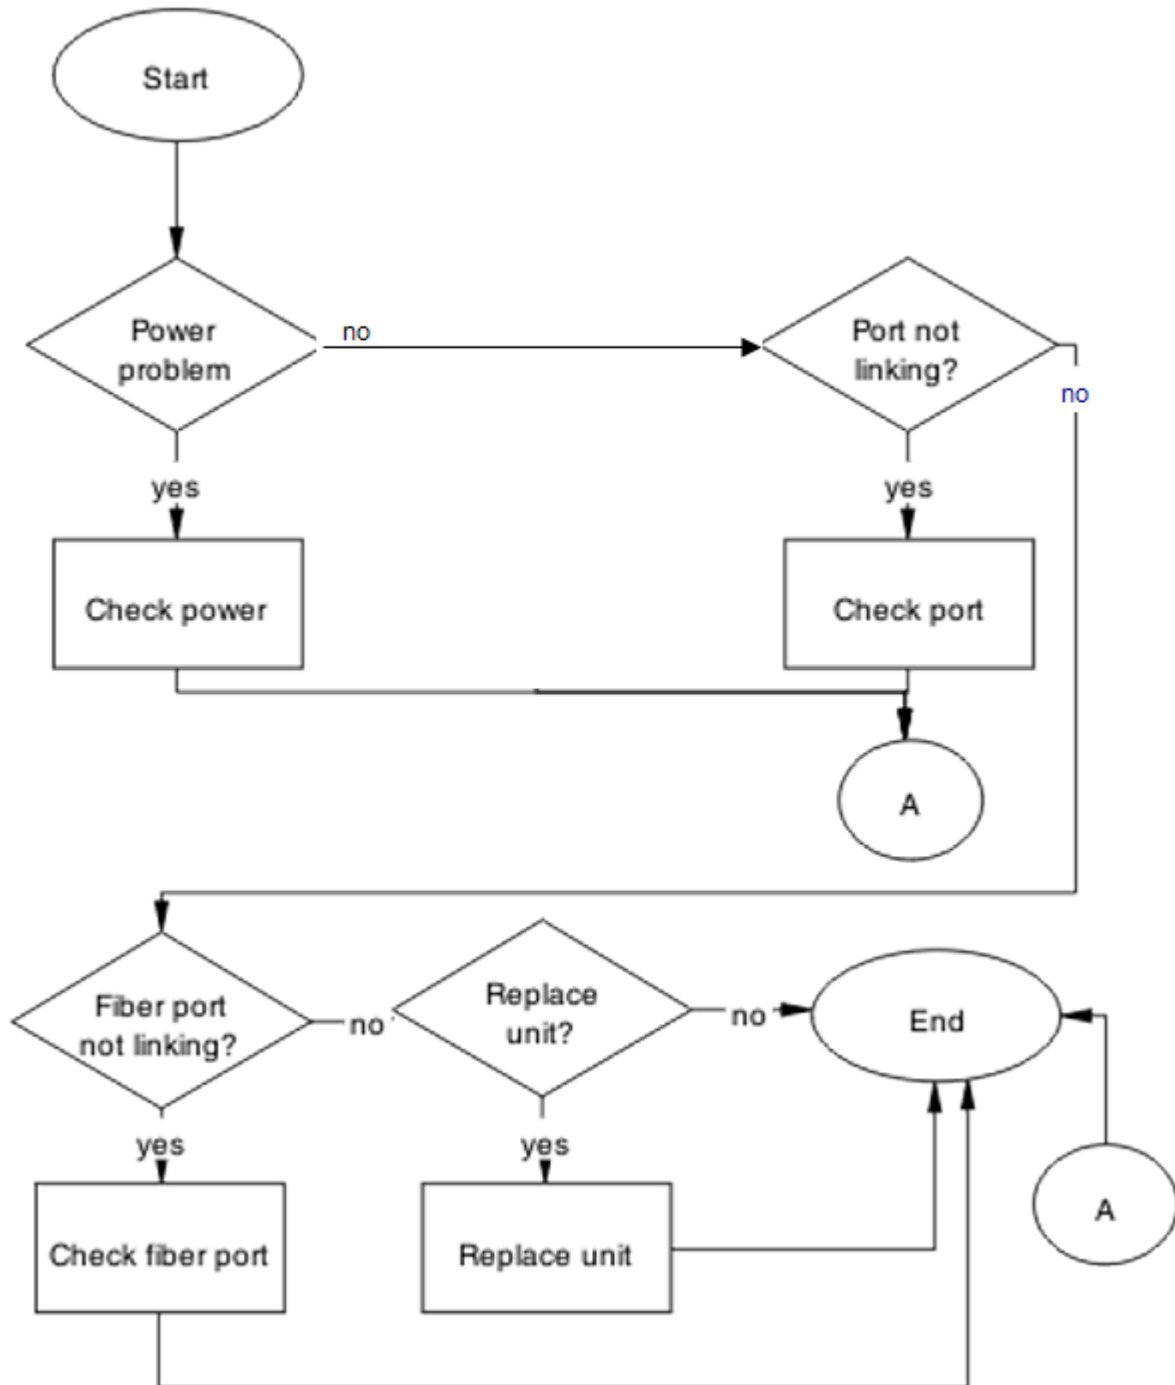 Start
Power
problem
no
Port not
linking?
no
yes
yes
Check power
Check port
A
Fiber port
not linking?
no
Replace
unit?
no
End
yes
yes
Check fiber port
Replace unit
A